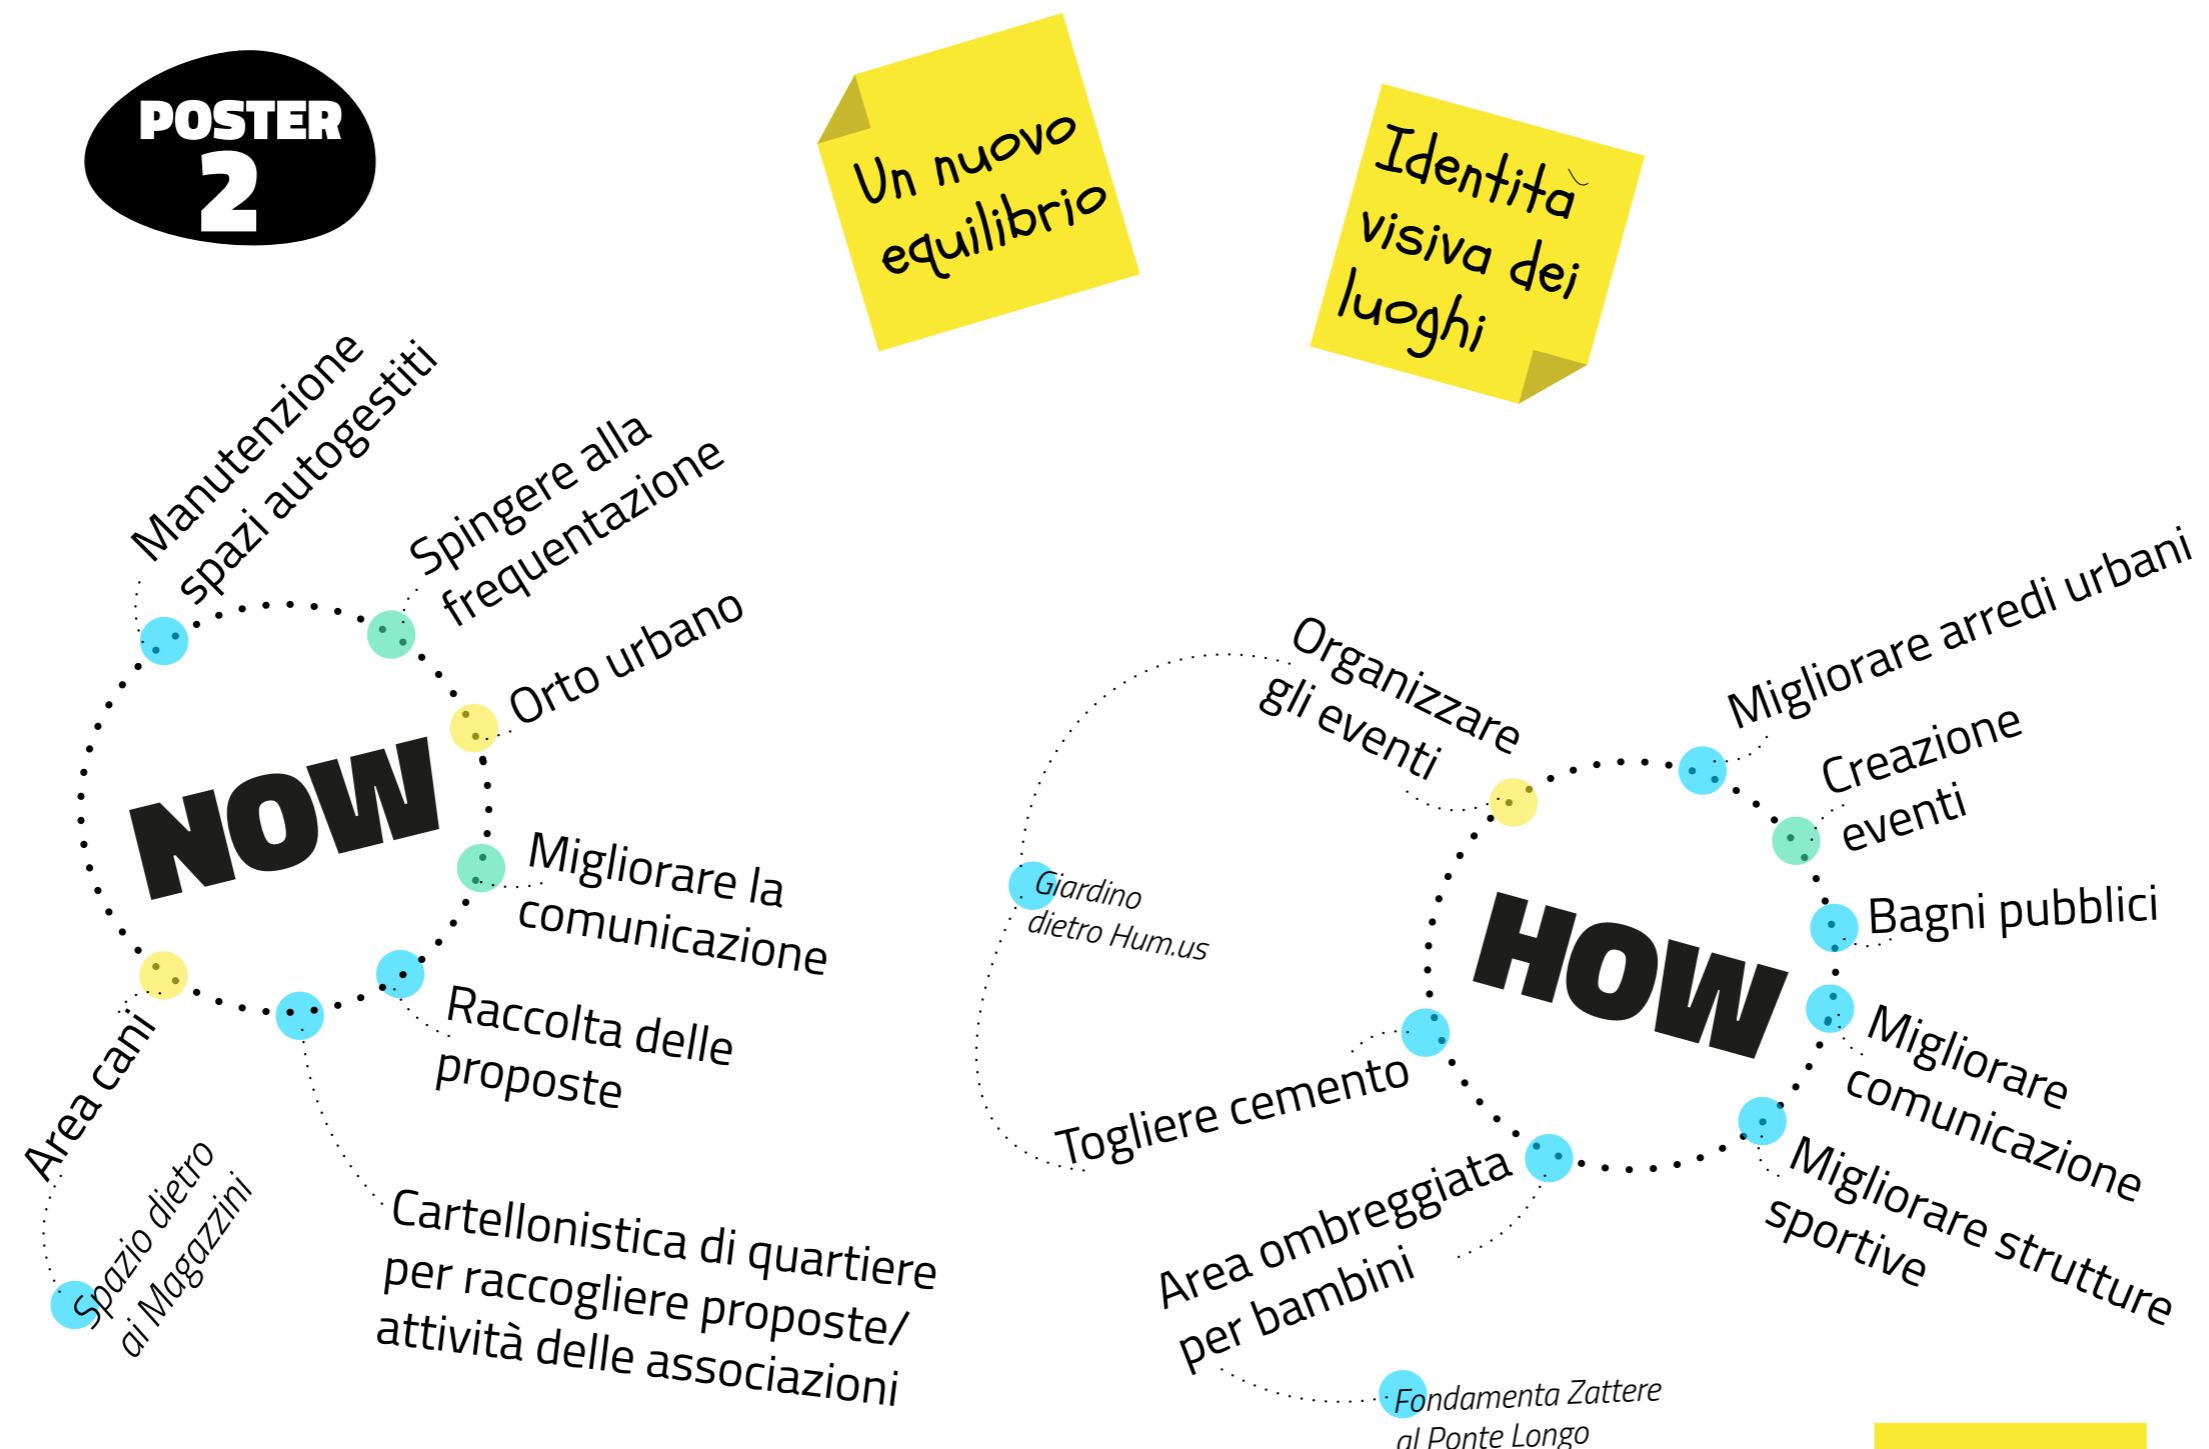 POSTER
2
Un nuovo
equilibrio
Identità
visiva dei
luoghi
Manutenzione
spazi autogestiti
Spingere alla
frequentazione
Orto urbano
NOW
Migliorare la
comunicazione
Raccolta delle
proposte
Cartellonistica di quartiere
per raccogliere proposte/
attività delle associazioni
Area cani
Spazio dietro
ai Magazzini
Organizzare
gli eventi
Migliorare arredi urbani
Creazione
eventi
Bagni pubblici
HOW
Migliorare
comunicazione
Migliorare strutture
sportive
Giardino
dietro Hum.us
Togliere cemento
Area ombreggiata
per bambini
Fondamenta Zattere
al Ponte Longo